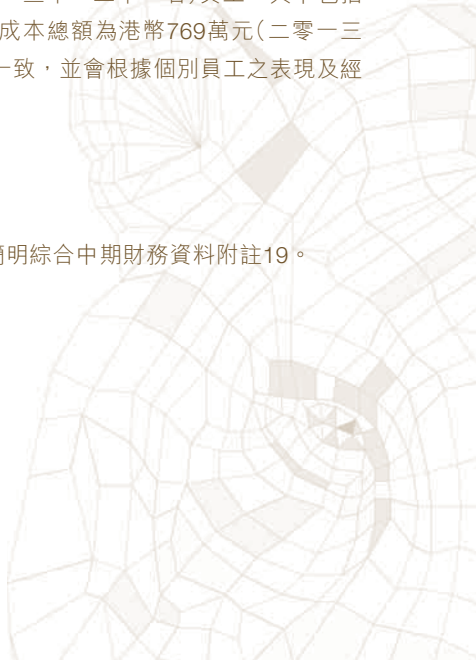 成本總額為港幣769萬元(二零一三
一致,並會根據個別員工之表現及經
簡明綜合中期財務資料附註19。